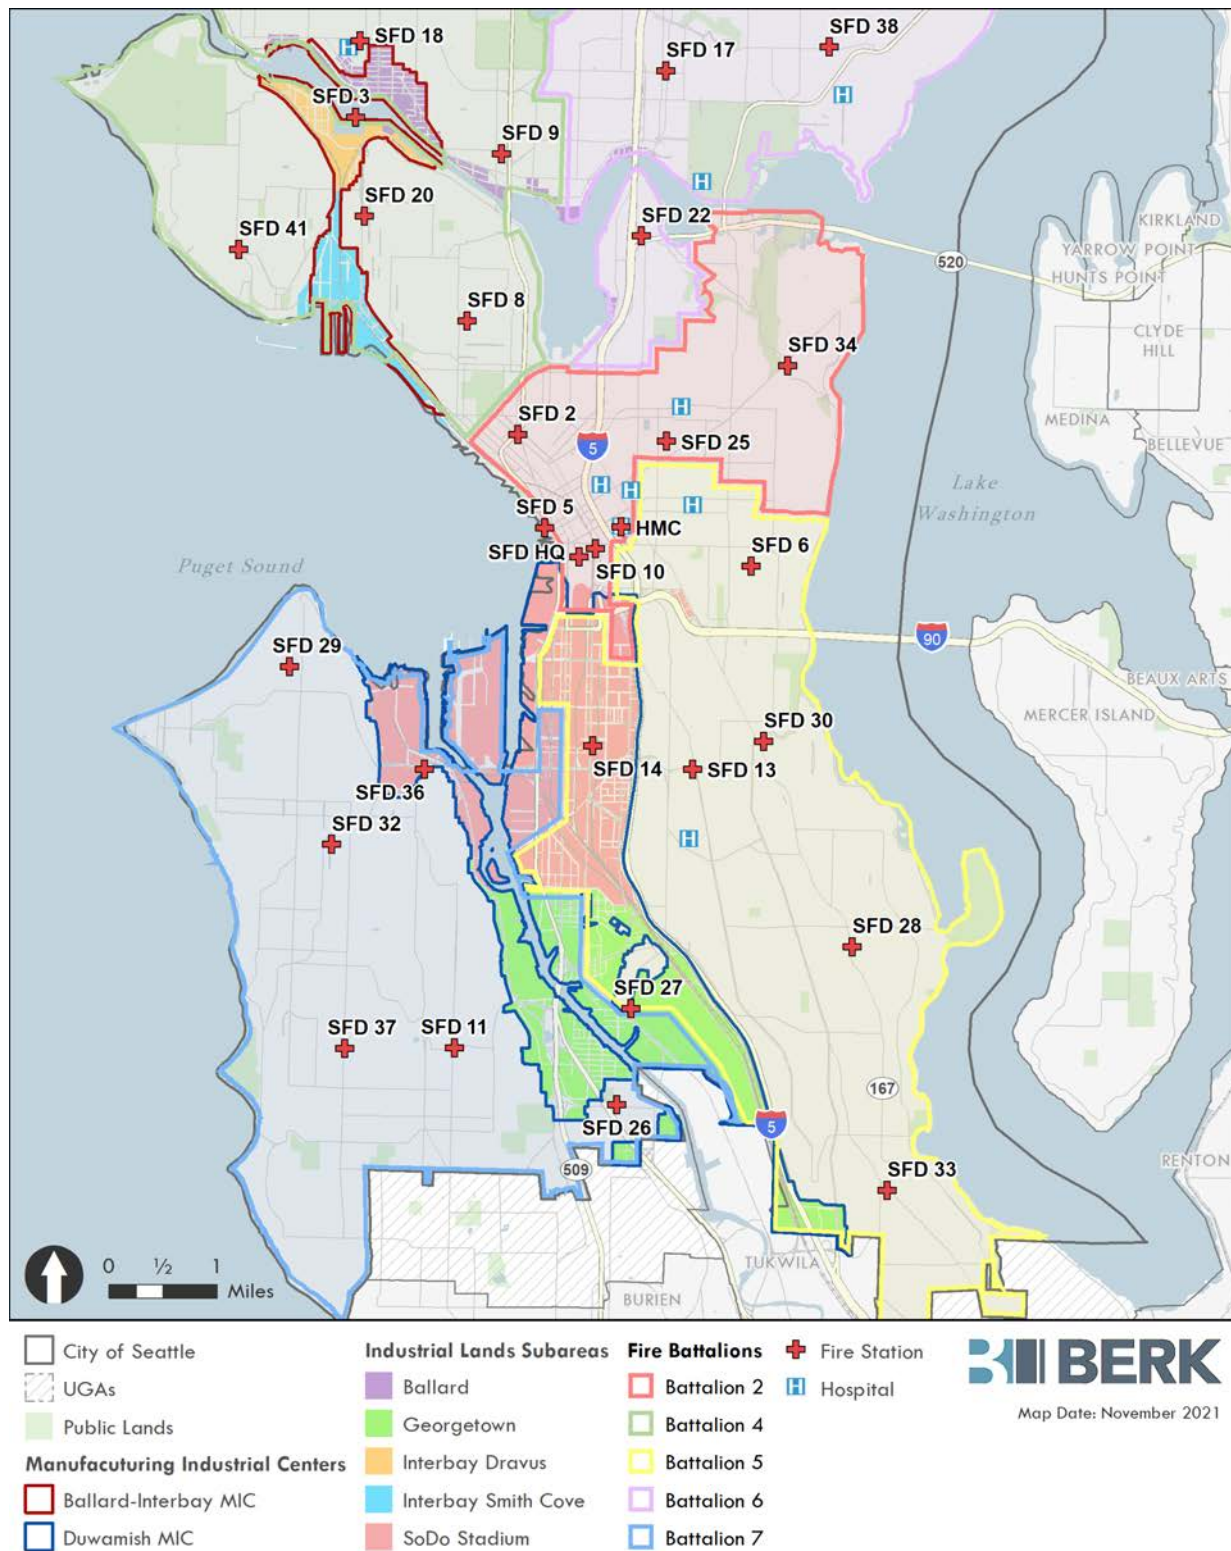 SFD 18
SFD 17
SFD 38
SFD 3
SFD 9
SFD 20
SFD 22
SFD 41
KIRKLAND
YARROW POINT
HUNTS POINT
520
SFD 8
CLYDE
HILL
SFD 34
MEDINA
SFD 2
5
SFD 25
BELLEVUE
Lake
Washington
SFD 5
HMC
SFD HQ
SFD 10
SFD 6
Puget Sound
90
SFD 29
BEAUX ARTS
MERCER ISLAND
SFD 30
SFD 14
SFD 13
SFD 36
SFD 32
SFD 28
SFD 27
SFD 37
SFD 11
167
SFD 26
5
509
SFD 33
RENTON
TUKWILA
BURIEN
0 ½ 1
Miles
City of Seattle
UGAs
Public Lands
Manufacuturing Industrial Centers
Ballard-Interbay MIC
Duwamish MIC
Industrial Lands Subareas
Ballard
Georgetown
Interbay Dravus
Interbay Smith Cove
SoDo Stadium
Fire Battalions
Battalion 2
Battalion 4
Battalion 5
Battalion 6
Battalion 7
Fire Station
H Hospital
BERK
Map Date: November 2021